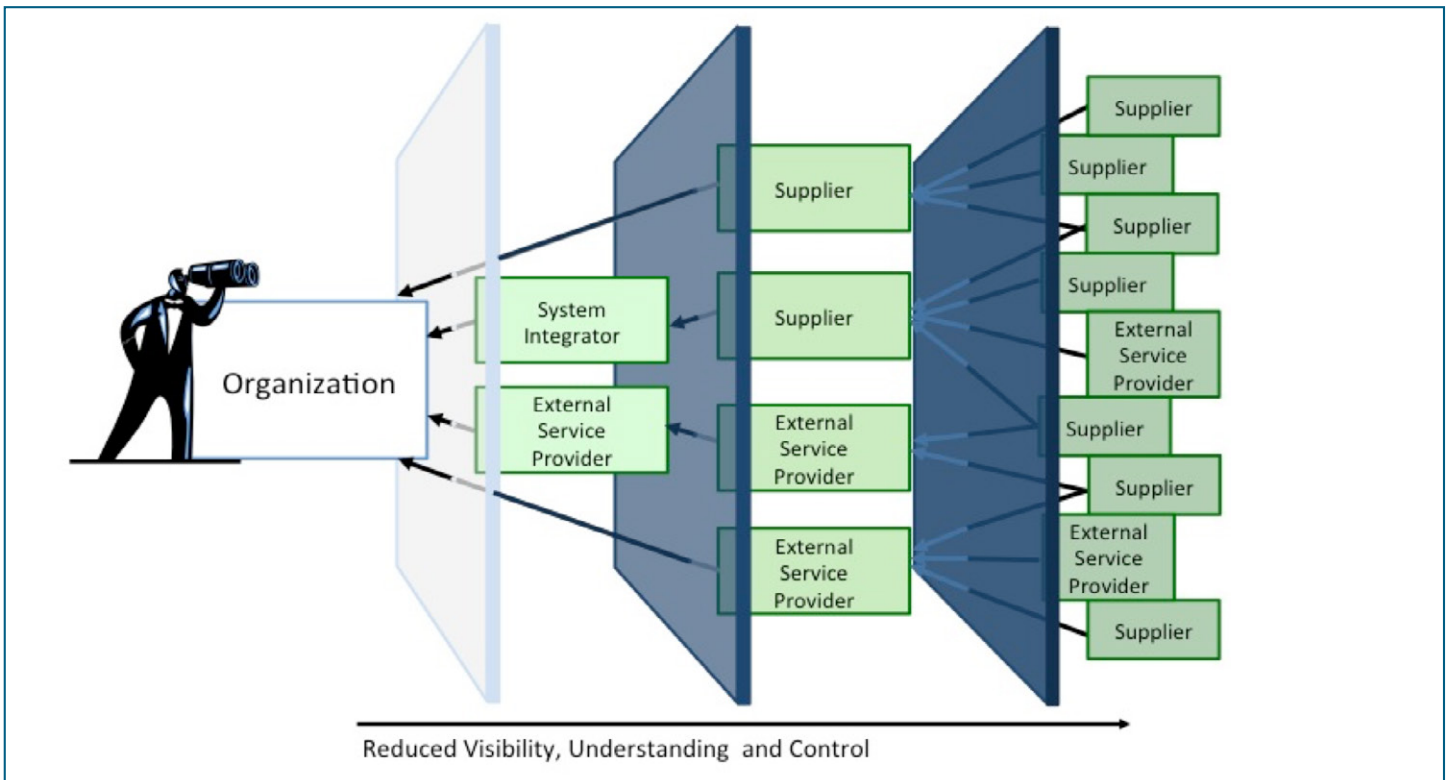 Organization
System
Integrator
External
Service
Provider
Supplier
Supplier
External
Service
Provider
External
Service
Provider
Supplier
Supplier
Supplier
Supplier
External
Service
Provider
Supplier
Supplier
External
Service
Provider
Supplier
Reduced Visibility, Understanding and Control